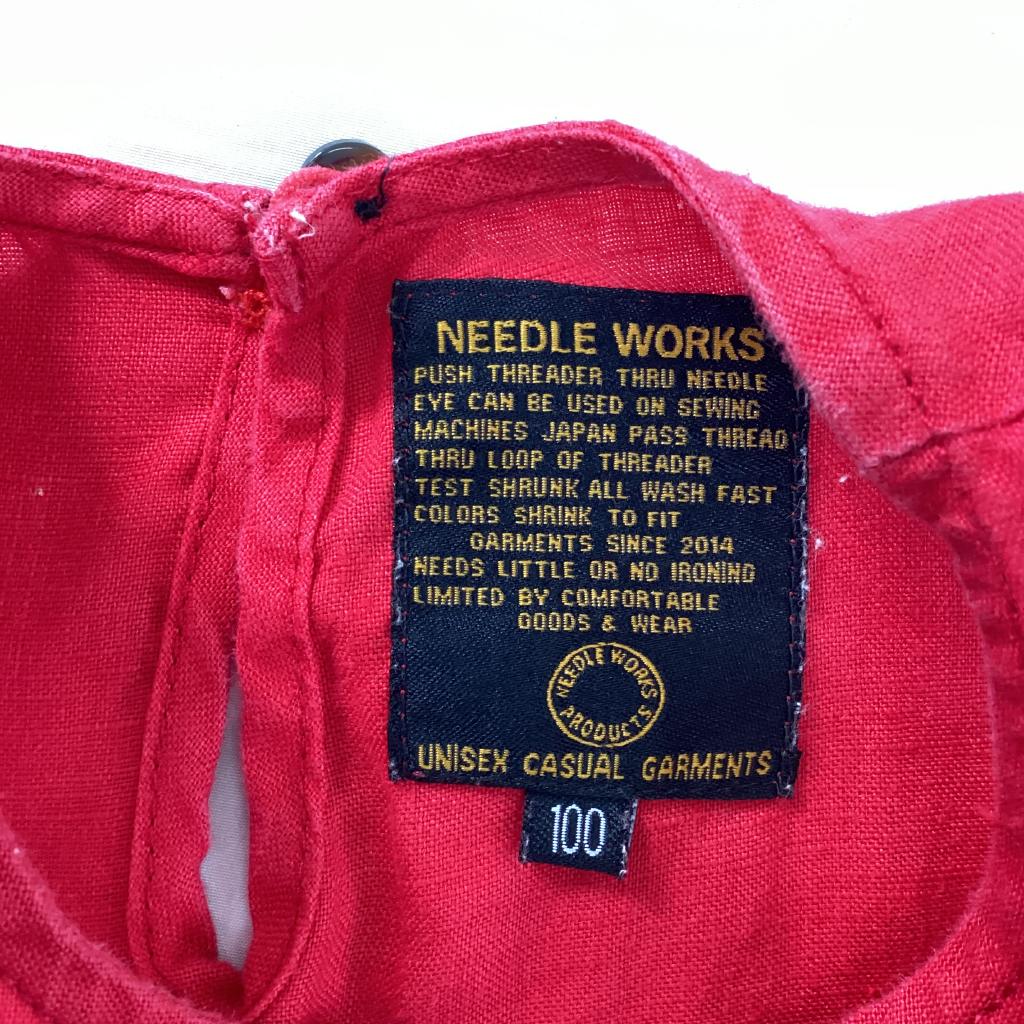 NEEDLE WORKS
PUSH THREADER THRU NEEDLE
EYE CAN BE USED ON SEWING
MACHINES JAPAN PASS THREAD
THRU LOOP OF THREADER
TEST SHRUNK ALL WASH FAST
COLORS SHRINK TO FIT
GARMENTS SINCE 2014
NEEDS LITTLE OR NO IRONING
LIMITED BY COMFORTABLE
GOODS & WEAR
NEEDLE WORKS
PRODUCTS
UNISEX CASUAL GARMENTS
100